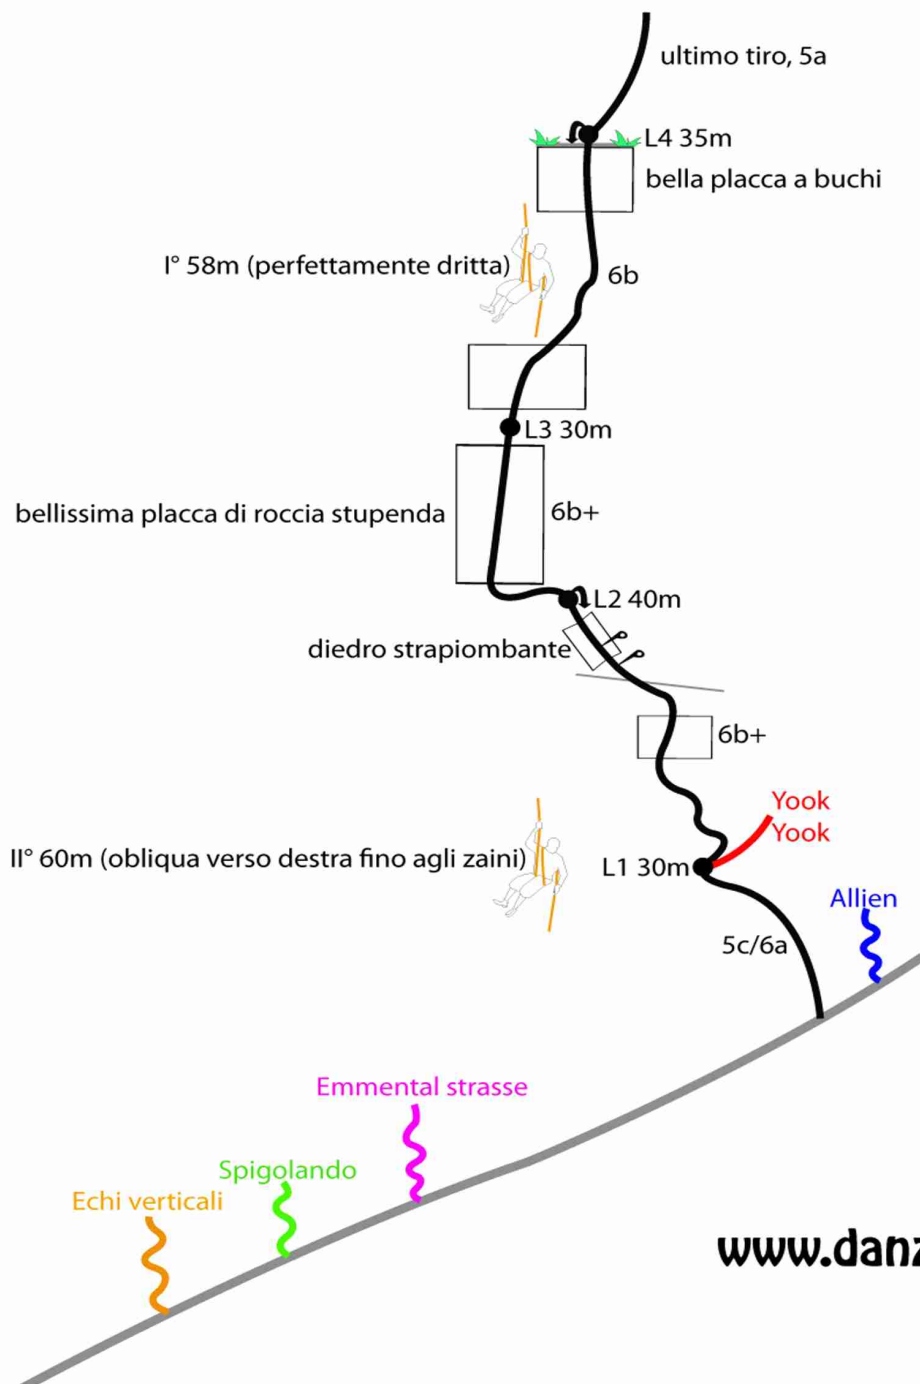 ultimo tiro, 5a
L4 35m
bella placca a buchi
I° 58m (perfettamente dritta)
6b
L3 30m
bellissima placca di roccia stupenda
6b+
L2 40m
diedro strapiombante
6b+
Yook
Yook
II° 60m (obliqua verso destra fino agli zaini)
L1 30m
Allien
5c/6a
Emmental strasse
Spigolando
Echi verticali
www.danz